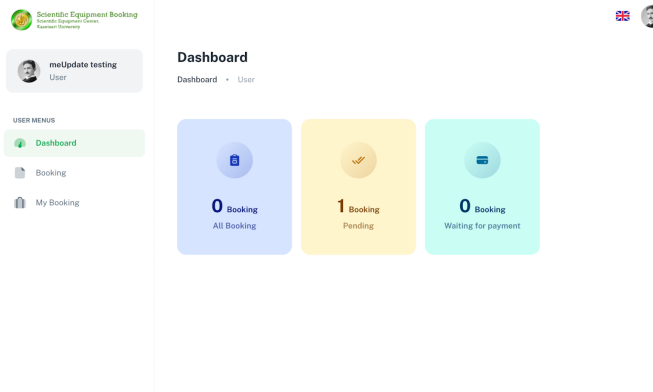 Scientific Equipment Booking
Scientific Equipment Center,
Kasetsart University
meUpdate testing
User
USER MENUS
Dashboard
Booking
My Booking
Dashboard
Dashboard • User
0 Booking
All Booking
1 Booking
Pending
0 Booking
Waiting for payment